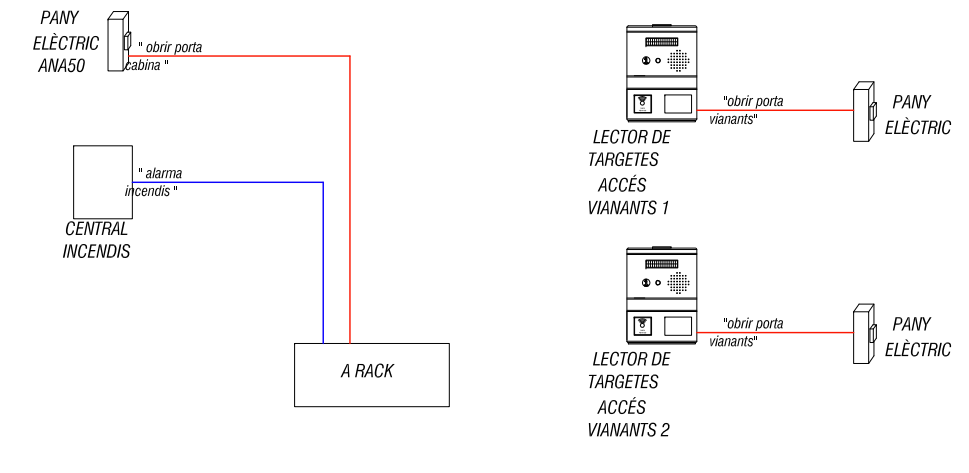 PANY
ELÈCTRIC
ANA50
" obrir porta
cabina "
" alarma
incendis "
CENTRAL
INCENDIS
A RACK
"obrir porta
vianants"
PANY
ELÈCTRIC
LECTOR DE
TARGETES
ACCÉS
VIANANTS 1
"obrir porta
vianants"
PANY
ELÈCTRIC
LECTOR DE
TARGETES
ACCÉS
VIANANTS 2